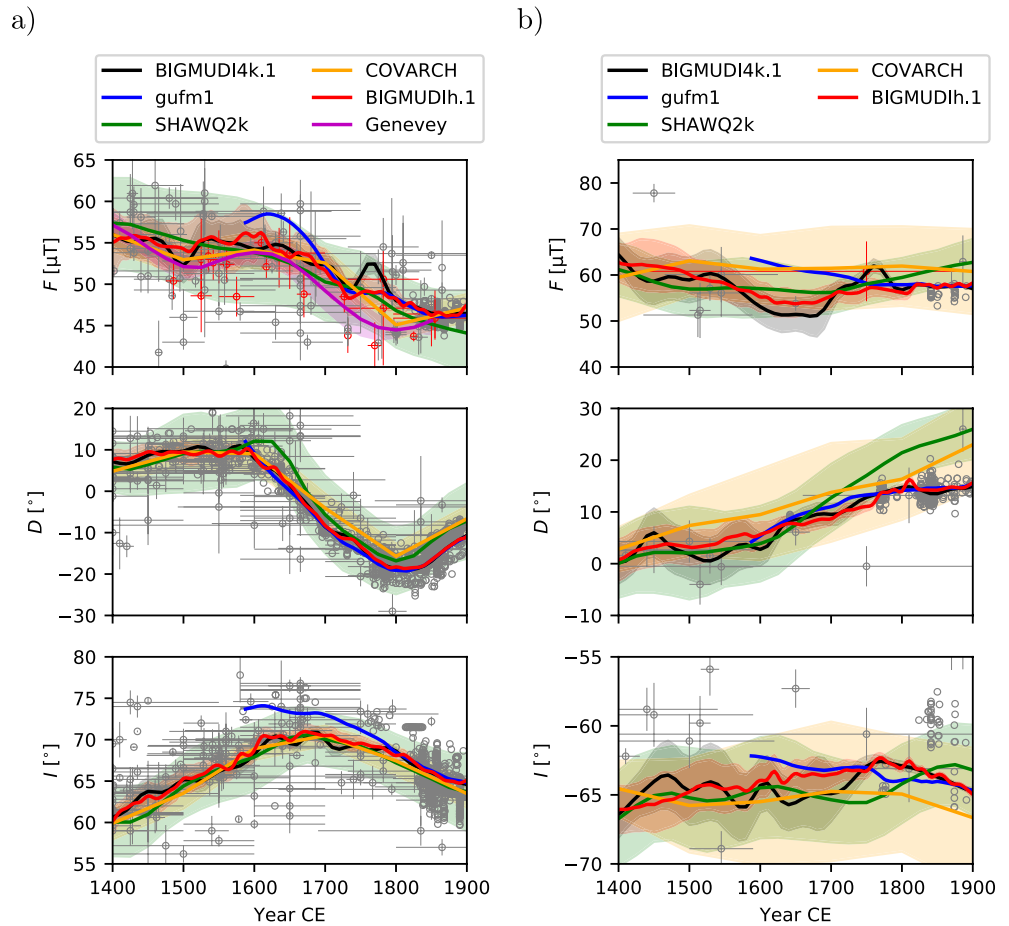 a)
BIGMUDI4k.1
gufm1
SHAWQ2k
COVARCH
BIGMUDIh.1
Genevey
65
60
55
50
45
40
F [μT]
20
10
0
−10
−20
−30
D [°]
80
75
70
65
60
55
I [°]
1400 1500 1600 1700 1800 1900
Year CE
b)
BIGMUDI4k.1
gufm1
SHAWQ2k
COVARCH
BIGMUDIh.1
80
70
60
50
40
F [μT]
30
20
10
0
−10
D [°]
−55
−60
−65
−70
I [°]
1400 1500 1600 1700 1800 1900
Year CE